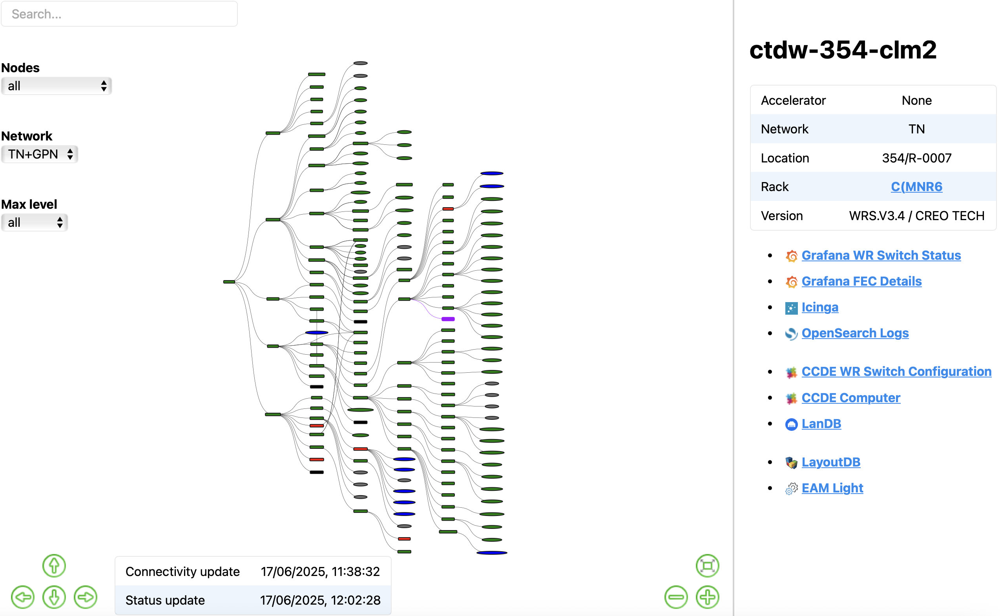 Search...
Nodes
all
Network
TN+GPN
Max level
all
Connectivity update 17/06/2025, 11:38:32
Status update 17/06/2025, 12:02:28
ctdw-354-clm2
Accelerator None
Network TN
Location 354/R-0007
Rack C(MNR6
Version WRS.V3.4 / CREO TECH
Grafana WR Switch Status
Grafana FEC Details
Icinga
OpenSearch Logs
CCDE WR Switch Configuration
CCDE Computer
LanDB
LayoutDB
EAM Light